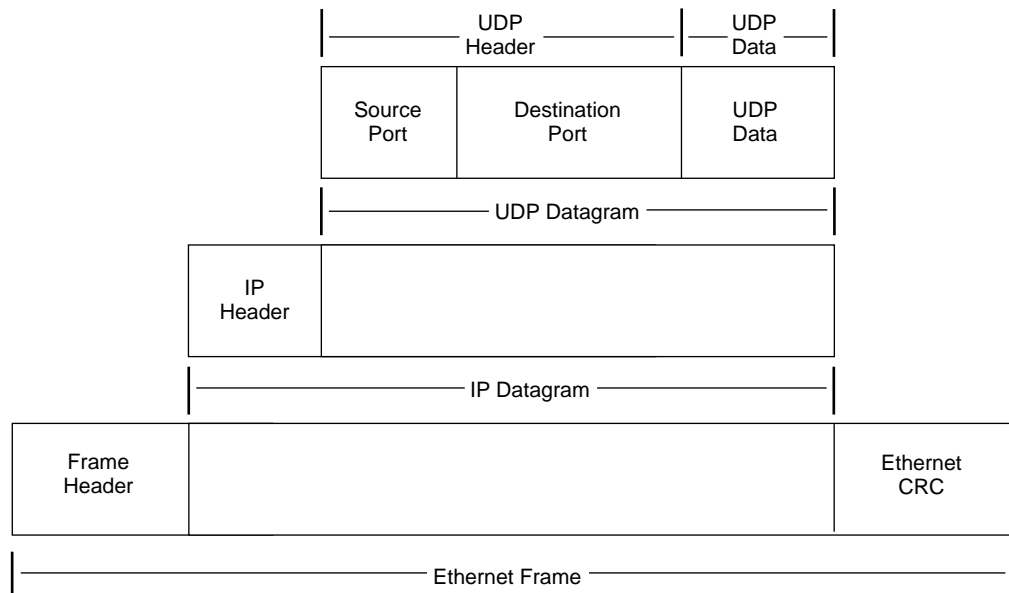 UDP
Header
UDP
Data
Source
Port
Destination
Port
UDP
Data
UDP Datagram
IP
Header
IP Datagram
Frame
Header
Ethernet
CRC
Ethernet Frame